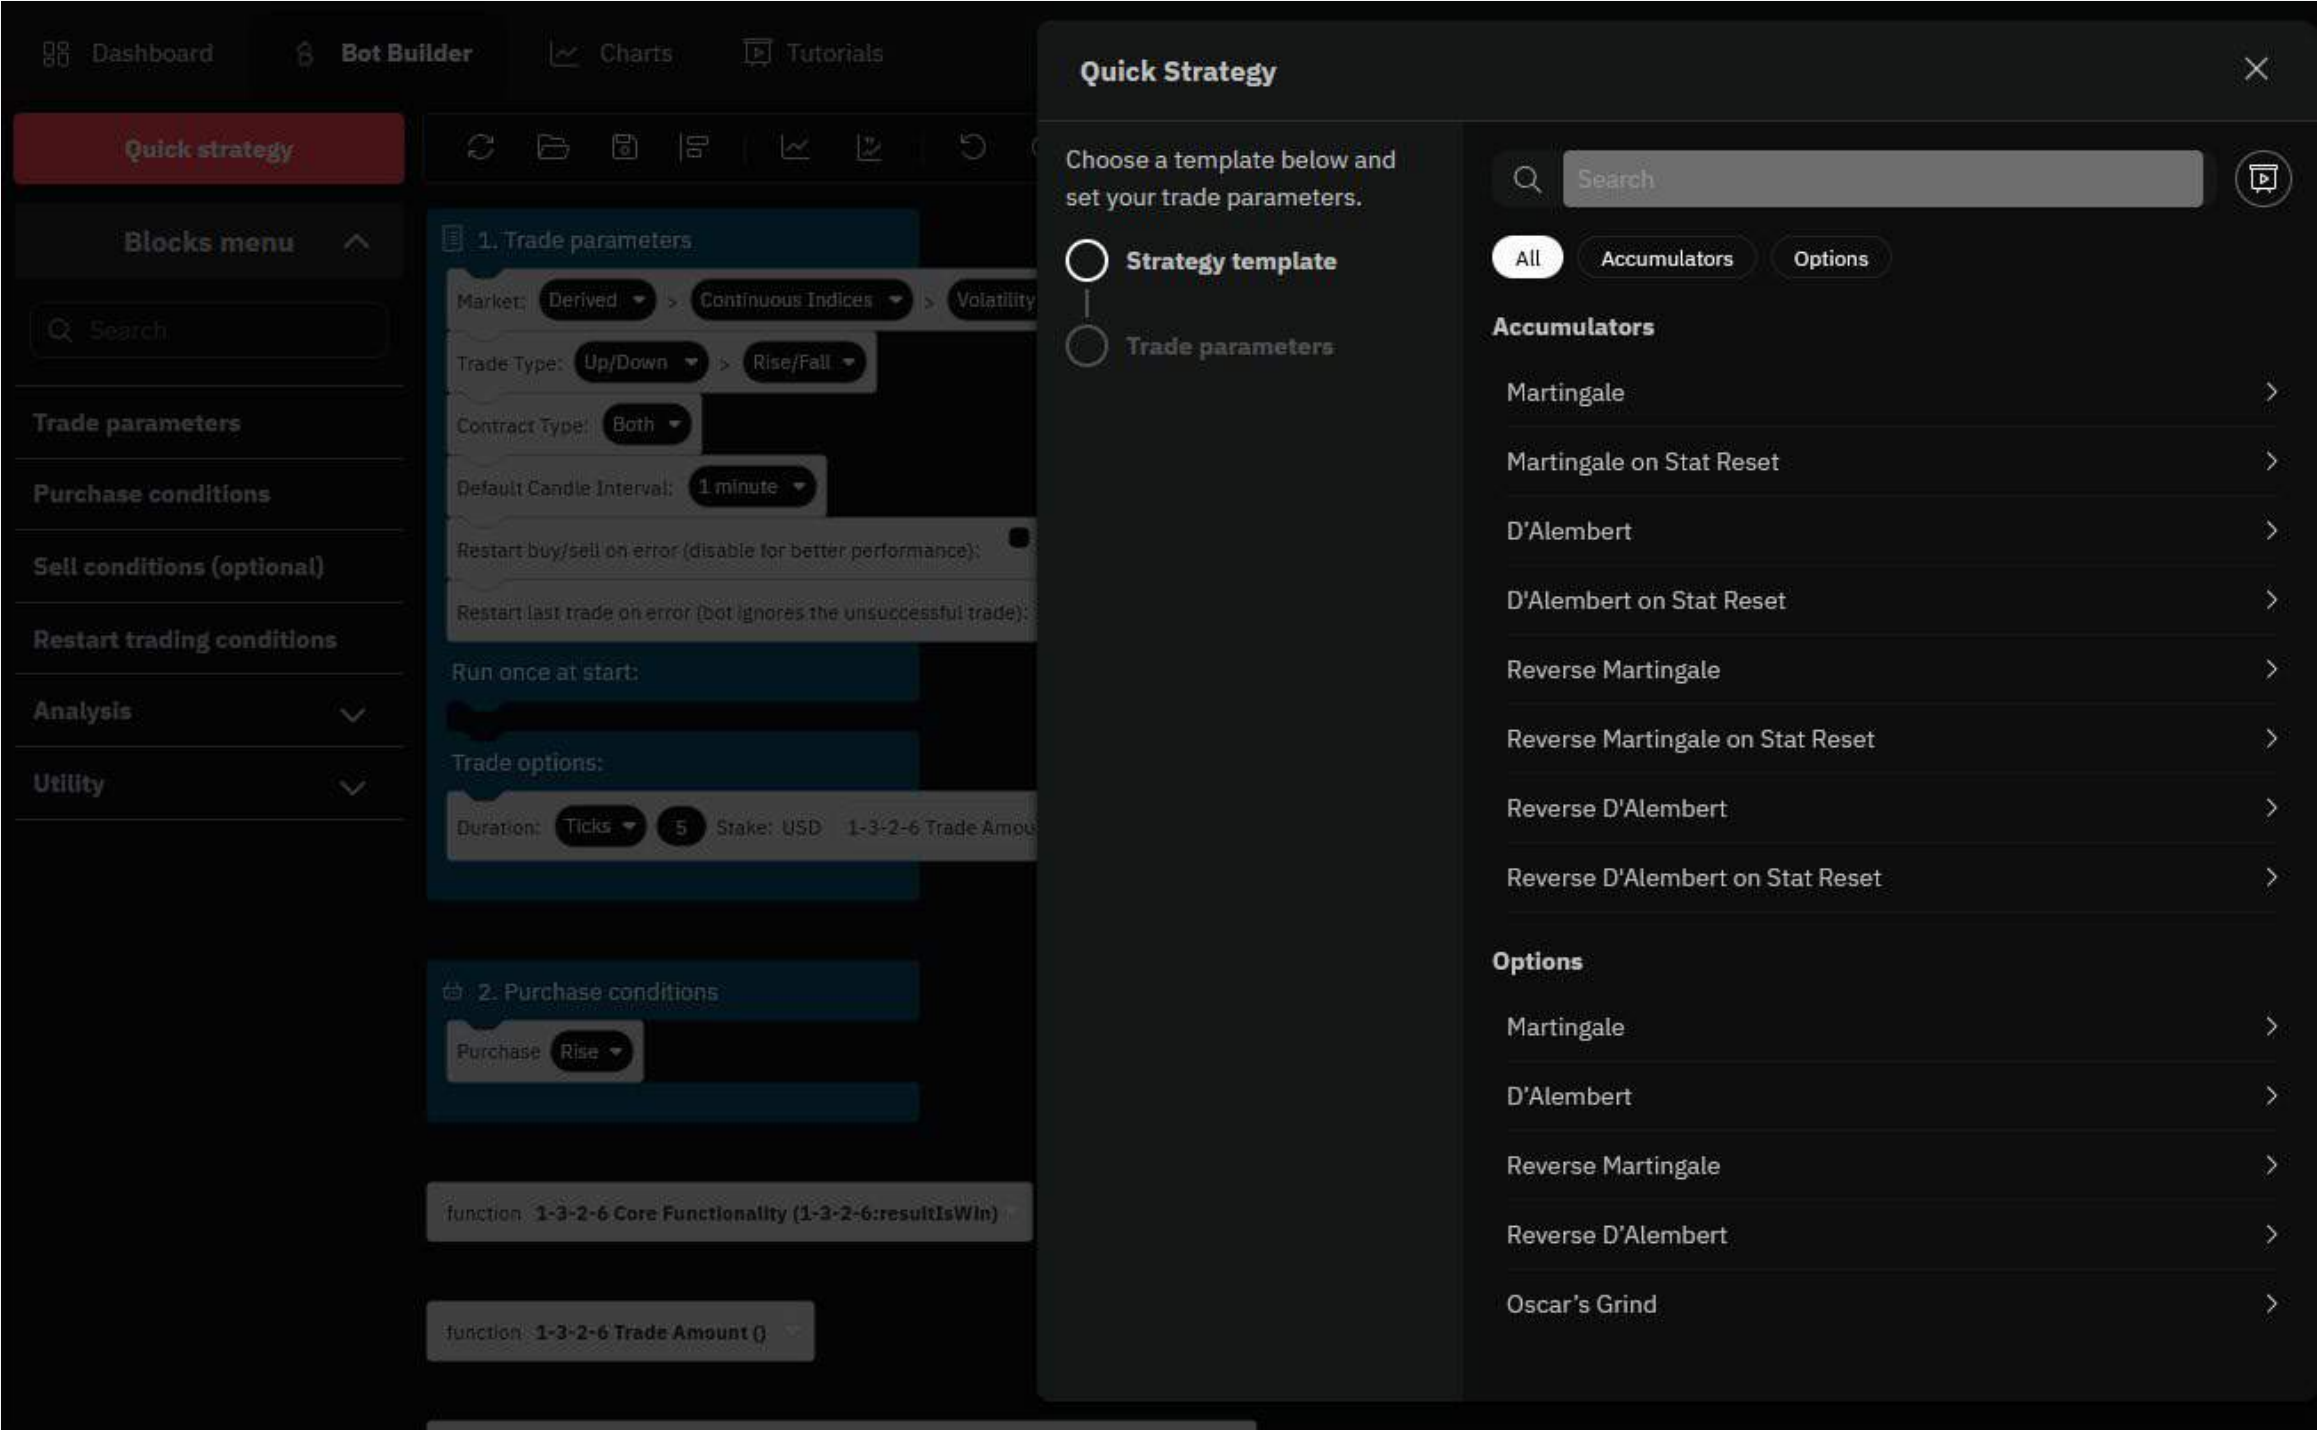 Dashboard
Bot Builder
Charts
Tutorials
Quick strategy
Blocks menu
Search
Trade parameters
Purchase conditions
Sell conditions (optional)
Restart trading conditions
Analysis
Utility
1. Trade parameters
Market: Derived > Continuous Indices > Volatility
Trade Type: Up/Down > Rise/Fall
Contract Type: Both
Default Candle Interval: 1 minute
Restart buy/sell on error (disable for better performance):
Restart last trade on error (bot ignores the unsuccessful trade):
Run once at start:
Trade options:
Duration: Ticks 5 Stake: USD 1-3-2-6 Trade Amou
2. Purchase conditions
Purchase Rise
function 1-3-2-6 Core Functionality (1-3-2-6:resultIsWin)
function 1-3-2-6 Trade Amount ()
Quick Strategy
Choose a template below and
set your trade parameters.
Strategy template
Trade parameters
Search
All Accumulators Options
Accumulators
Martingale
Martingale on Stat Reset
D’Alembert
D'Alembert on Stat Reset
Reverse Martingale
Reverse Martingale on Stat Reset
Reverse D'Alembert
Reverse D'Alembert on Stat Reset
Options
Martingale
D’Alembert
Reverse Martingale
Reverse D’Alembert
Oscar’s Grind